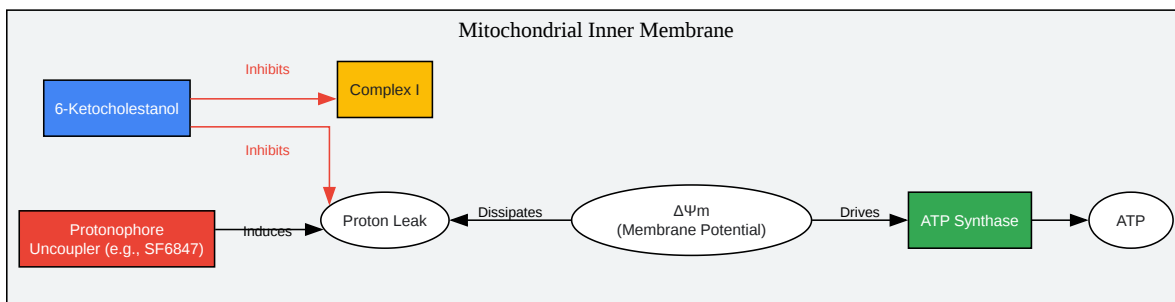 Mitochondrial Inner Membrane
Inhibits
Complex I
6-Ketocholestanol
Inhibits
Protonophore
Uncoupler (e.g., SF6847)
Induces
Proton Leak
Dissipates
ΔΨm
(Membrane Potential)
Drives
ATP Synthase
ATP